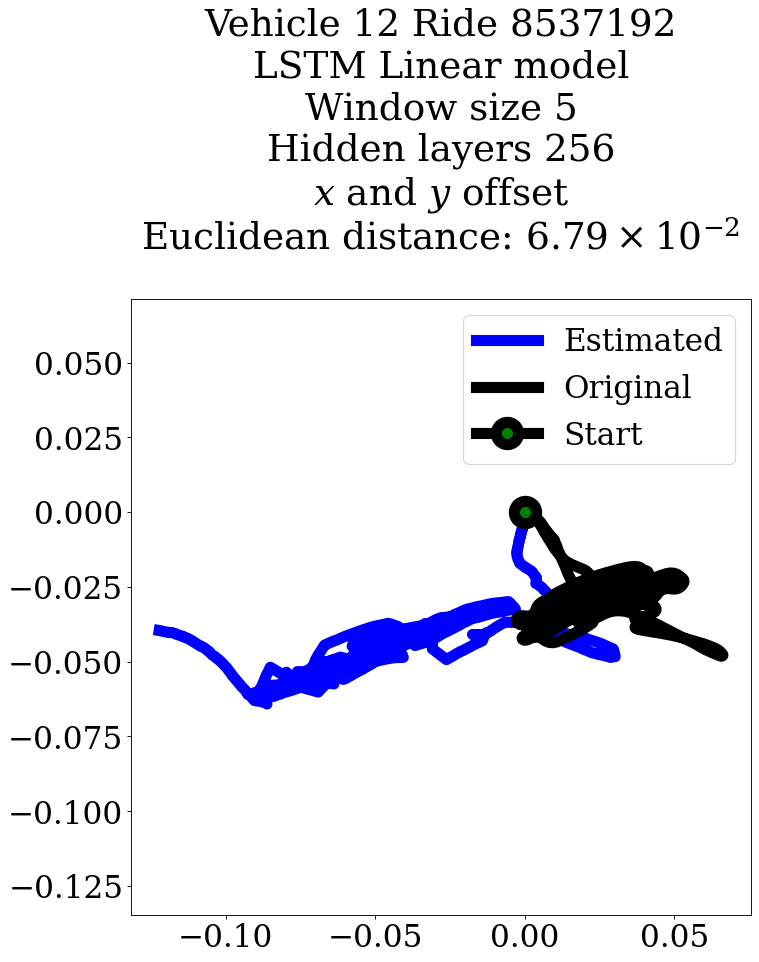 Vehicle 12 Ride 8537192
LSTM Linear model
Window size 5
Hidden layers 256
x and y offset
Euclidean distance: 6.79 × 10⁻²
Estimated
Original
Start
0.050
0.025
0.000
−0.025
−0.050
−0.075
−0.100
−0.125
−0.10 −0.05 0.00 0.05